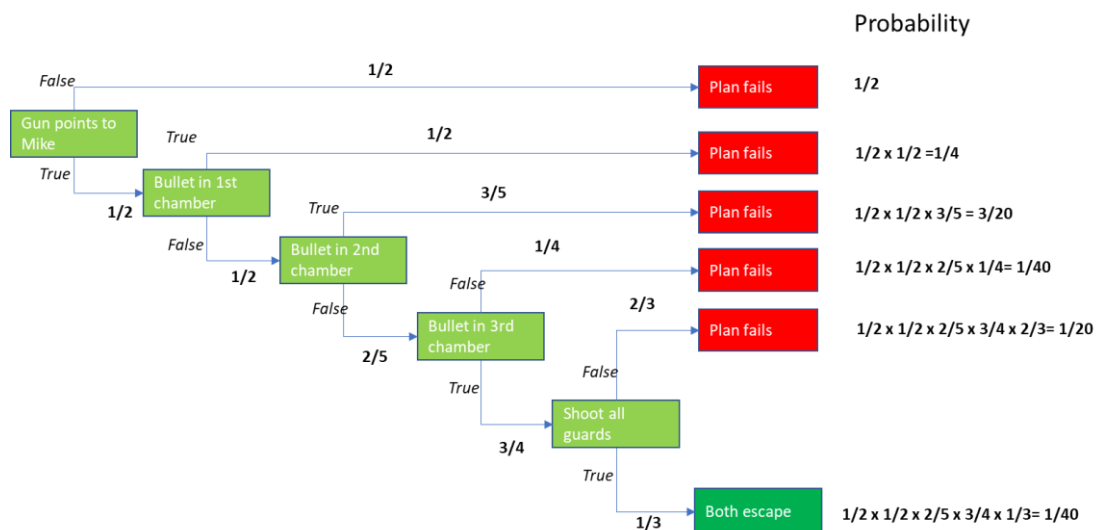 Probability
False
1/2
Plan fails
1/2
Gun points to
Mike
True
1/2
Plan fails
1/2 x 1/2 =1/4
True
1/2
Bullet in 1st
chamber
True
3/5
Plan fails
1/2 x 1/2 x 3/5 = 3/20
False
1/2
Bullet in 2nd
chamber
False
1/4
Plan fails
1/2 x 1/2 x 2/5 x 1/4= 1/40
False
2/5
Bullet in 3rd
chamber
2/3
False
Plan fails
1/2 x 1/2 x 2/5 x 3/4 x 2/3= 1/20
True
3/4
Shoot all
guards
True
1/3
Both escape
1/2 x 1/2 x 2/5 x 3/4 x 1/3= 1/40